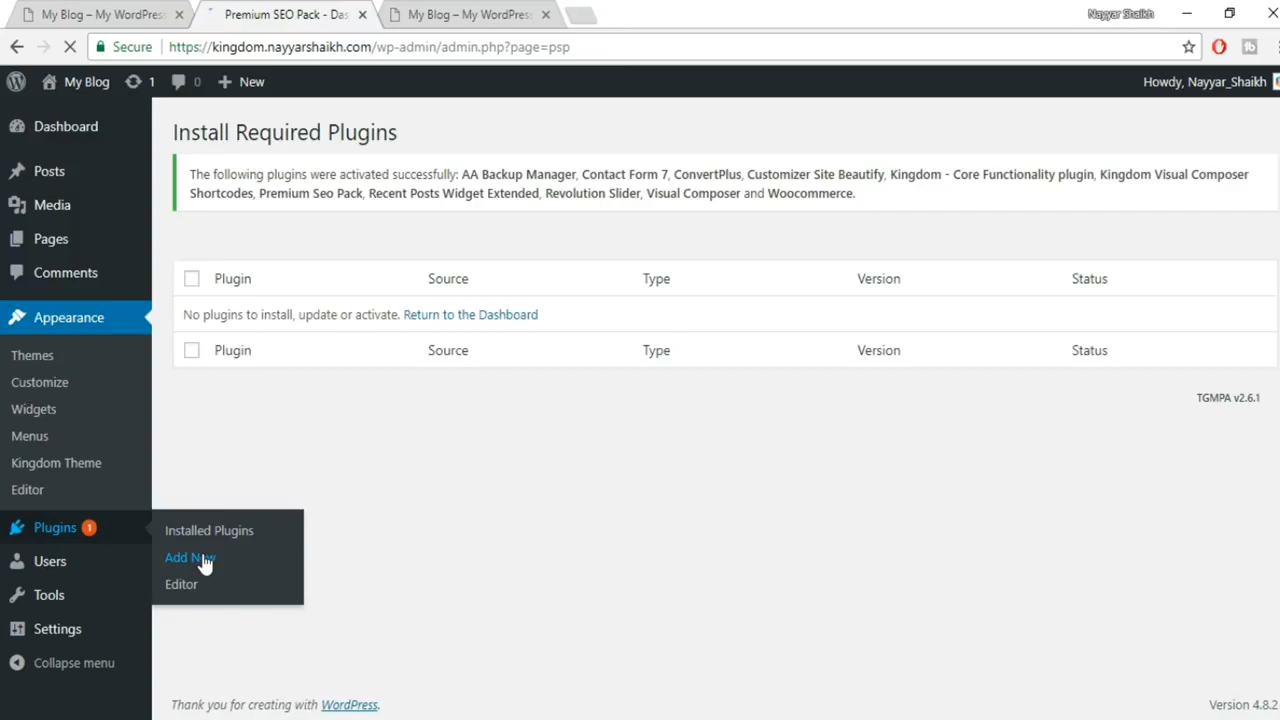 My Blog – My WordPress
Premium SEO Pack - Das
My Blog – My WordPress
Nayyar Shaikh
Secure
https://kingdom.nayyarshaikh.com/wp-admin/admin.php?page=psp
My Blog
1
0
New
Howdy, Nayyar_Shaikh
Dashboard
Posts
Media
Pages
Comments
Appearance
Themes
Customize
Widgets
Menus
Kingdom Theme
Editor
Plugins 1
Users
Tools
Settings
Collapse menu
Installed Plugins
Add New
Editor
Install Required Plugins
The following plugins were activated successfully: AA Backup Manager, Contact Form 7, ConvertPlus, Customizer Site Beautify, Kingdom - Core Functionality plugin, Kingdom Visual Composer
Shortcodes, Premium Seo Pack, Recent Posts Widget Extended, Revolution Slider, Visual Composer and Woocommerce.
Plugin Source Type Version Status
No plugins to install, update or activate. Return to the Dashboard
Plugin Source Type Version Status
TGMPA v2.6.1
Thank you for creating with WordPress.
Version 4.8.2